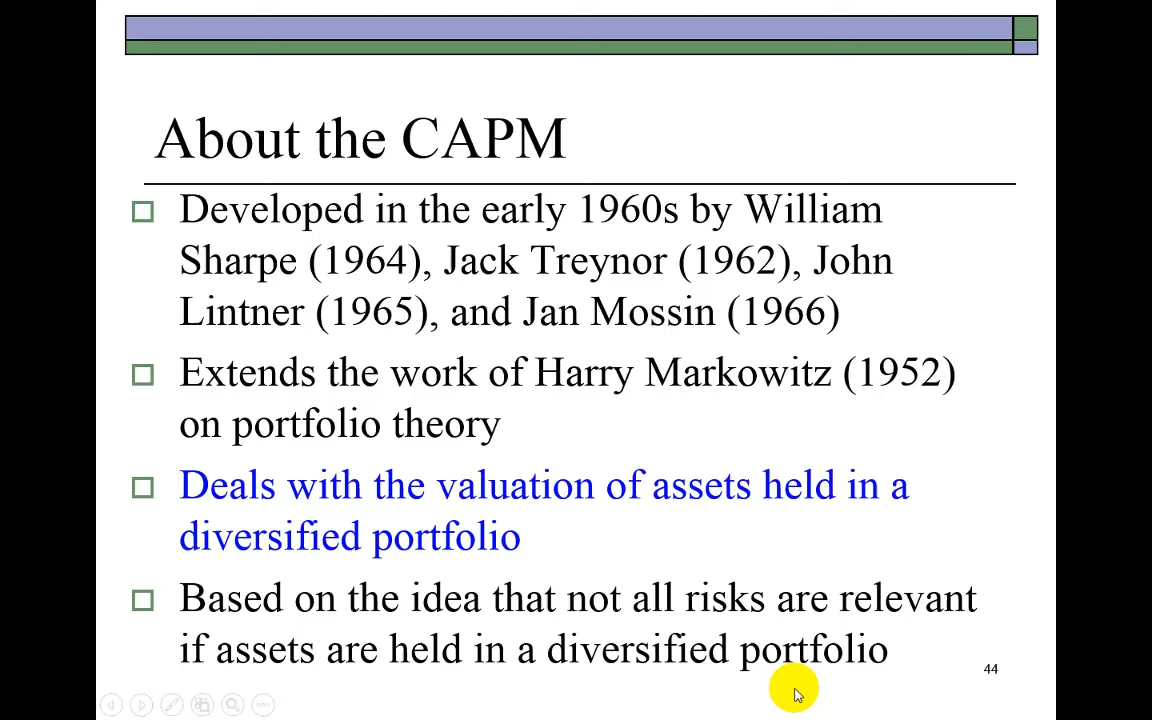 About the CAPM
Developed in the early 1960s by William
Sharpe (1964), Jack Treynor (1962), John
Lintner (1965), and Jan Mossin (1966)
Extends the work of Harry Markowitz (1952)
on portfolio theory
Deals with the valuation of assets held in a
diversified portfolio
Based on the idea that not all risks are relevant
if assets are held in a diversified portfolio
44